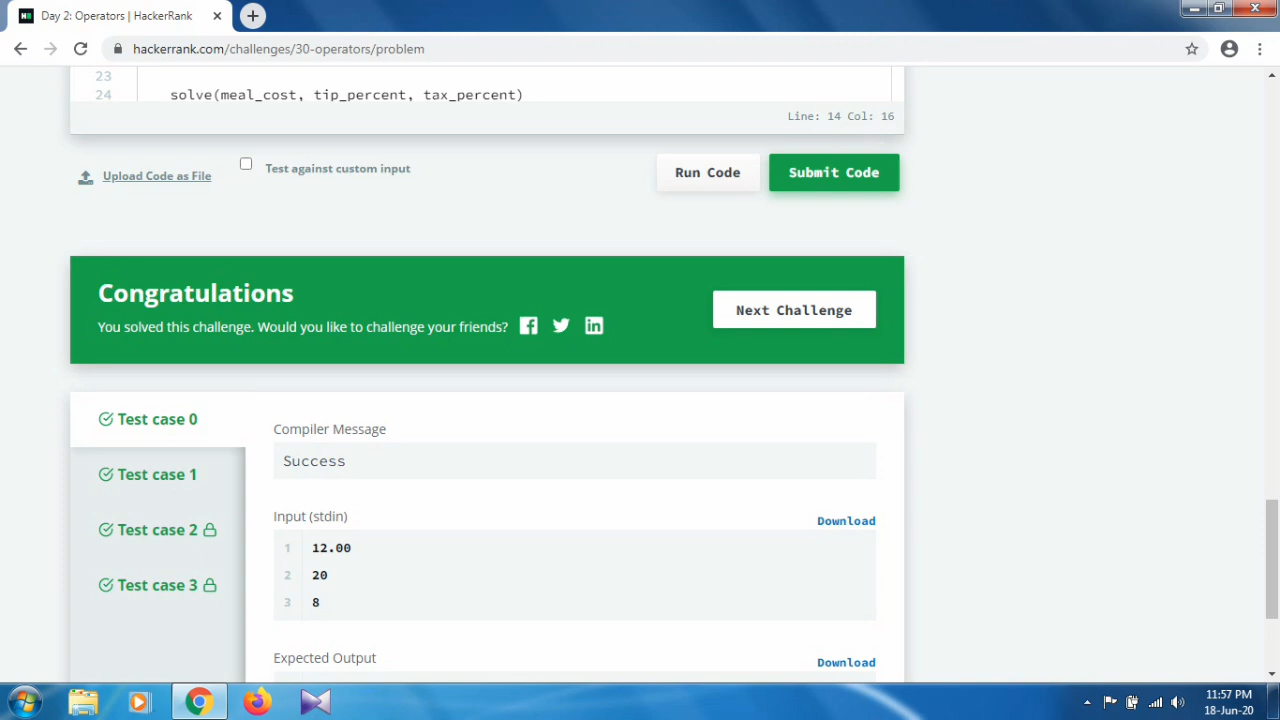 Day 2: Operators | HackerRank
hackerrank.com/challenges/30-operators/problem
23
24 solve(meal_cost, tip_percent, tax_percent)
Line: 14 Col: 16
Upload Code as File
Test against custom input
Run Code
Submit Code
Congratulations
You solved this challenge. Would you like to challenge your friends?
Next Challenge
Test case 0
Test case 1
Test case 2
Test case 3
Compiler Message
Success
Input (stdin)
Download
1 12.00
2 20
3 8
Expected Output
Download
11:57 PM
18-Jun-20